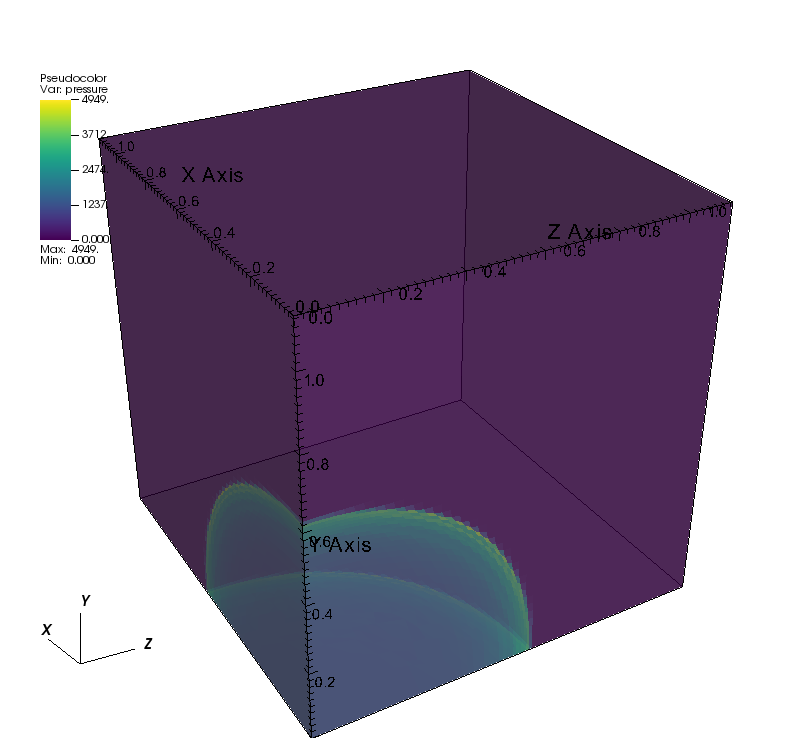 Pseudocolor
Var: pressure
4949.
3712.
2474.
1237.
0.000
Max: 4949.
Min: 0.000
1.0
0.8
0.6
0.4
0.2
0.0
X Axis
0.0
0.2
0.4
0.6
0.8
1.0
Z Axis
1.0
0.8
0.6
0.4
0.2
Y Axis
Y
X
Z